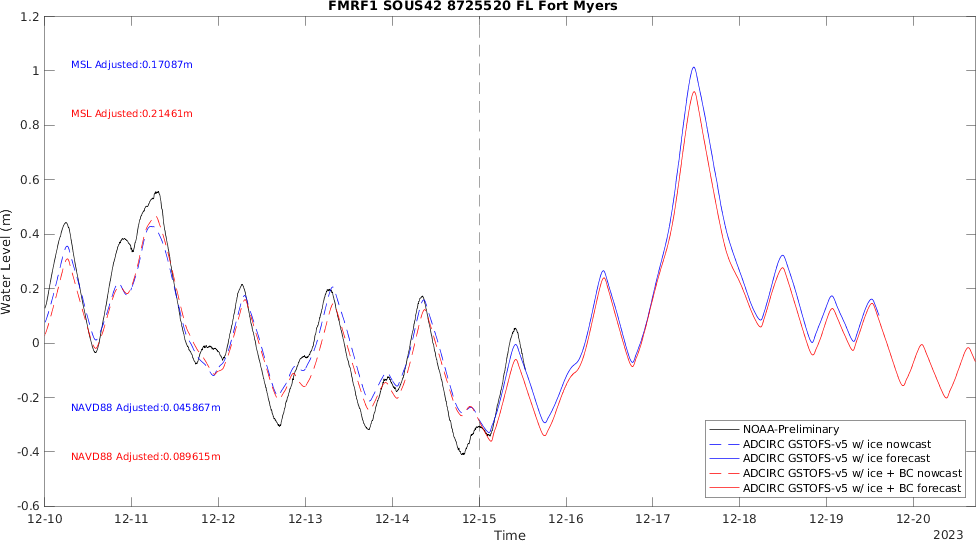 FMRF1 SOUS42 8725520 FL Fort Myers
1.2
1
0.8
0.6
0.4
0.2
0
-0.2
-0.4
-0.6
Water Level (m)
MSL Adjusted:0.17087m
MSL Adjusted:0.21461m
NAVD88 Adjusted:0.045867m
NAVD88 Adjusted:0.089615m
NOAA-Preliminary
ADCIRC GSTOFS-v5 w/ ice nowcast
ADCIRC GSTOFS-v5 w/ ice forecast
ADCIRC GSTOFS-v5 w/ ice + BC nowcast
ADCIRC GSTOFS-v5 w/ ice + BC forecast
12-10 12-11 12-12 12-13 12-14 12-15 12-16 12-17 12-18 12-19 12-20
Time
2023